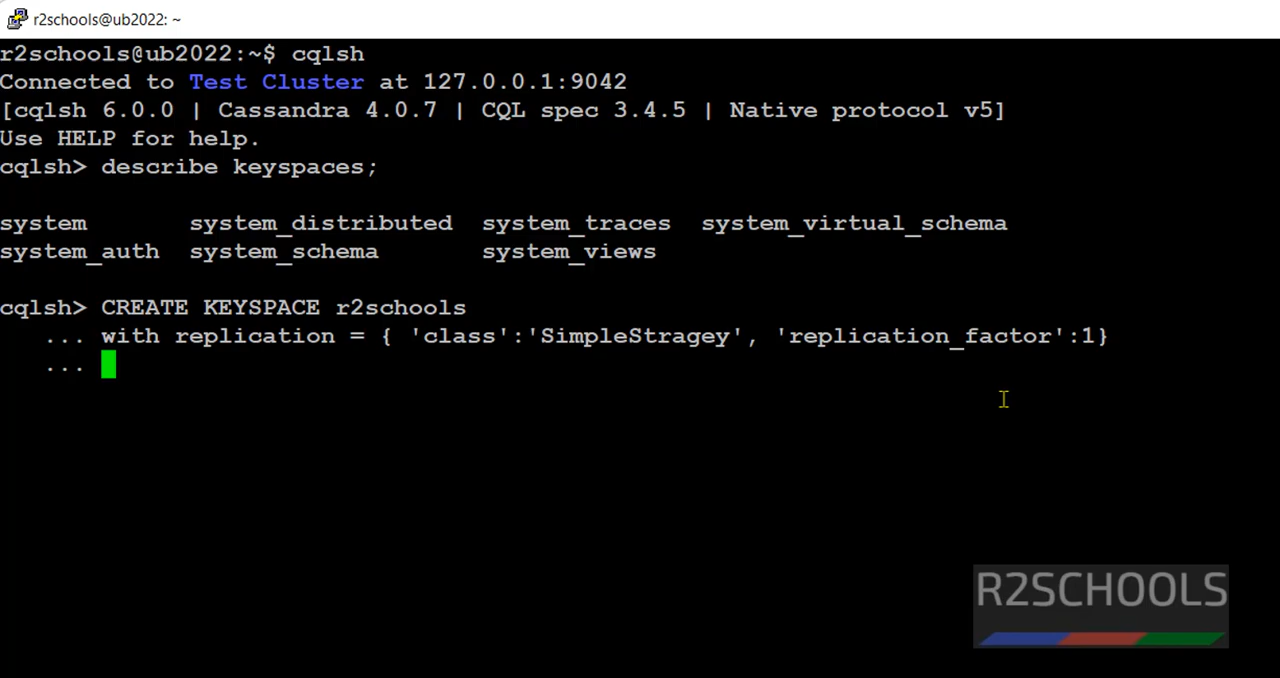 r2schools@ub2022: ~
r2schools@ub2022:~$ cqlsh
Connected to Test Cluster at 127.0.0.1:9042
[cqlsh 6.0.0 | Cassandra 4.0.7 | CQL spec 3.4.5 | Native protocol v5]
Use HELP for help.
cqlsh> describe keyspaces;
system system_distributed system_traces system_virtual_schema
system_auth system_schema system_views
cqlsh> CREATE KEYSPACE r2schools
... with replication = { 'class':'SimpleStragey', 'replication_factor':1}
...
R2SCHOOLS